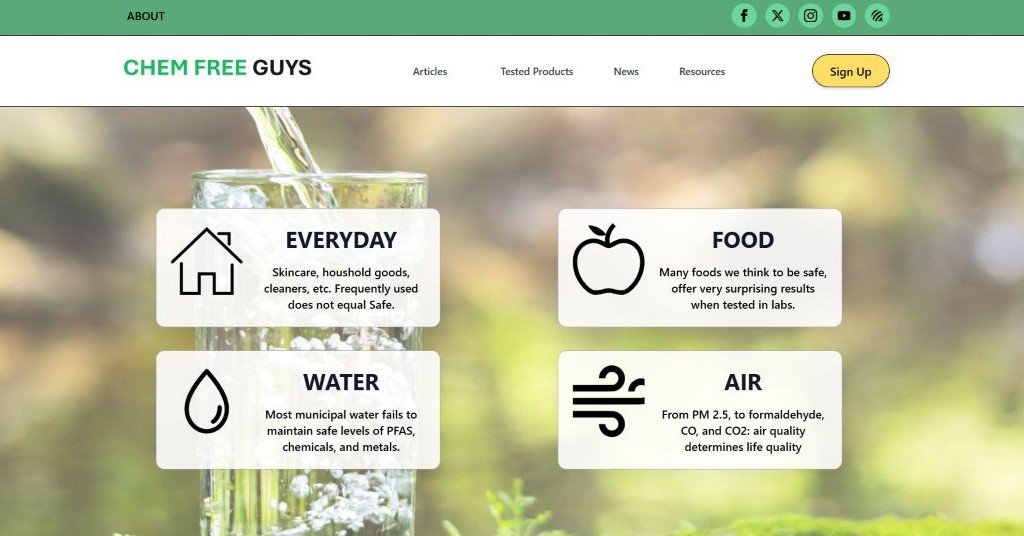 ABOUT
CHEM FREE GUYS
Articles
Tested Products
News
Resources
Sign Up
EVERYDAY
Skincare, houshold goods,
cleaners, etc. Frequently used
does not equal Safe.
FOOD
Many foods we think to be safe,
offer very surprising results
when tested in labs.
WATER
Most municipal water fails to
maintain safe levels of PFAS,
chemicals, and metals.
AIR
From PM 2.5, to formaldehyde,
CO, and CO2: air quality
determines life quality